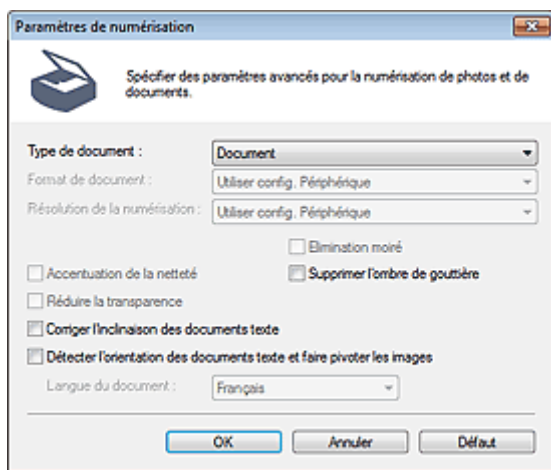 Paramètres de numérisation
Spécifier des paramètres avancés pour la numérisation de photos et de
documents.
Type de document : Document
Format de document : Utiliser config. Périphérique
Résolution de la numérisation : Utiliser config. Périphérique
Elimination moiré
Accentuation de la netteté Supprimer l'ombre de gouttière
Réduire la transparence
Corriger l'inclinaison des documents texte
Détecter l'orientation des documents texte et faire pivoter les images
Langue du document : Français
OK Annuler Défaut